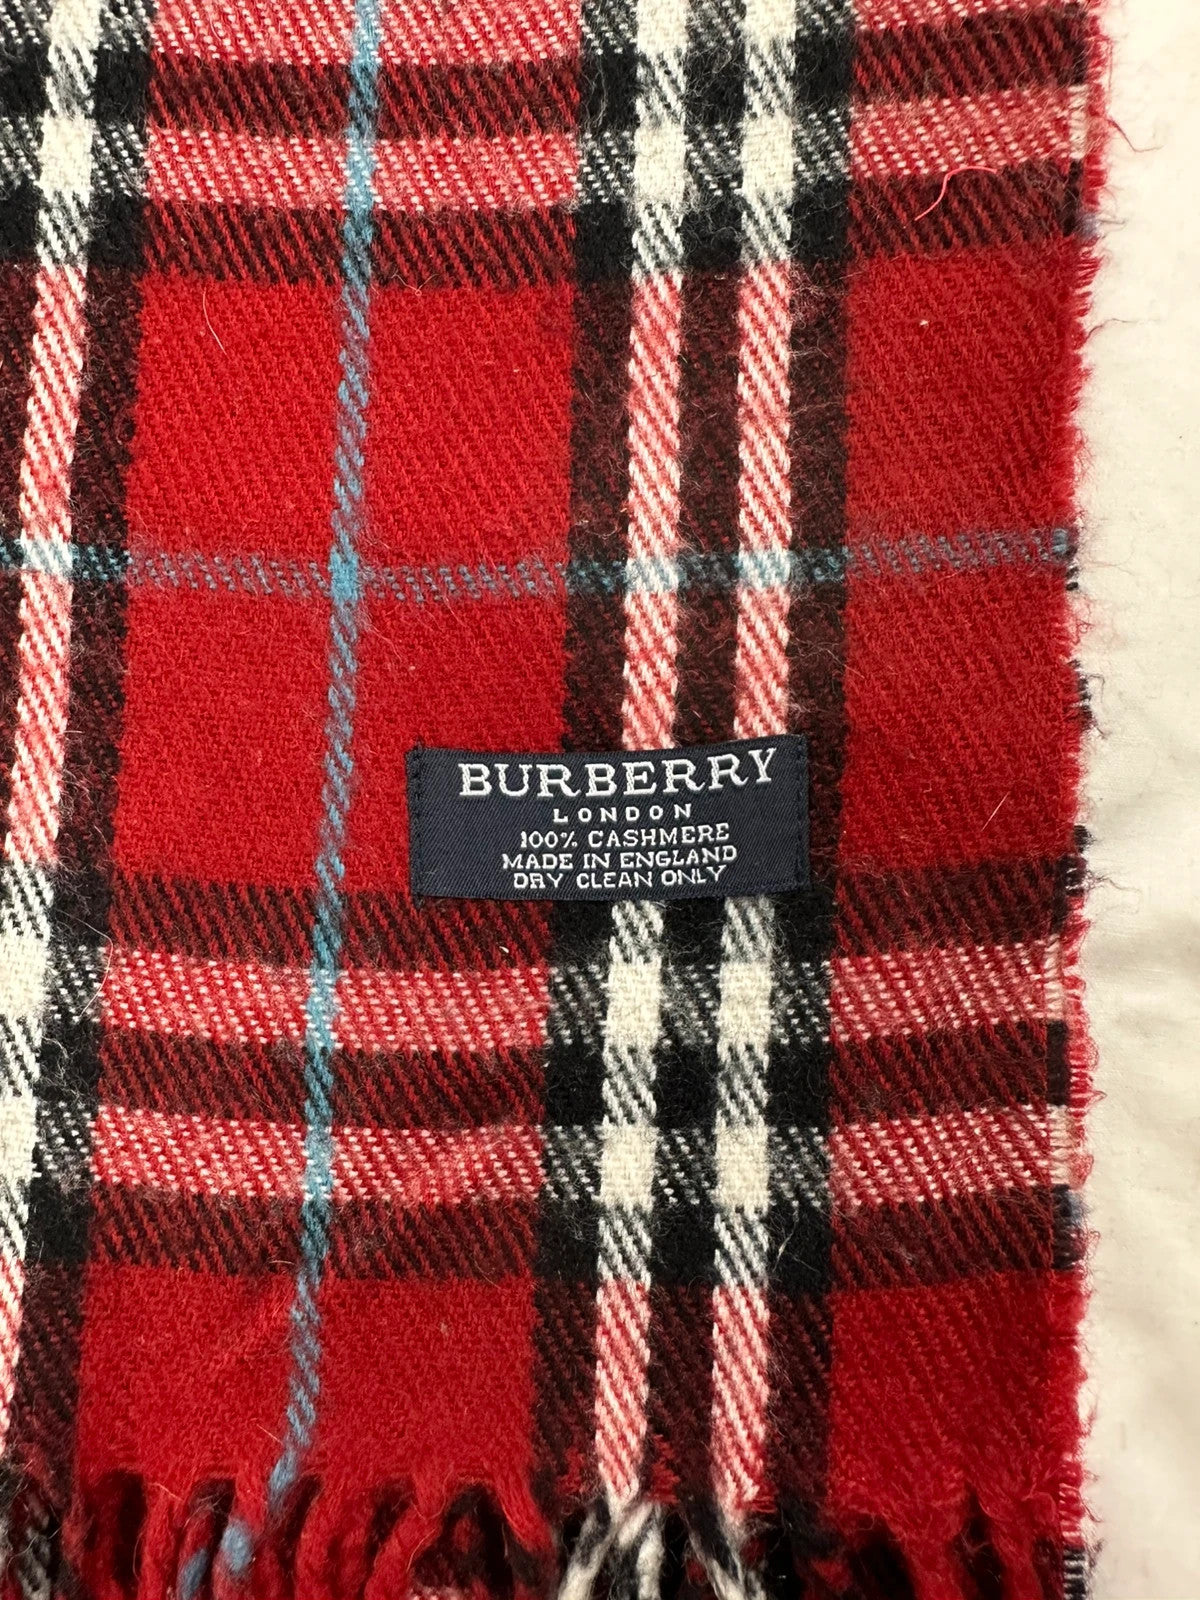 BURBERRY
LONDON
100% CASHMERE
MADE IN ENGLAND
DRY CLEAN ONLY